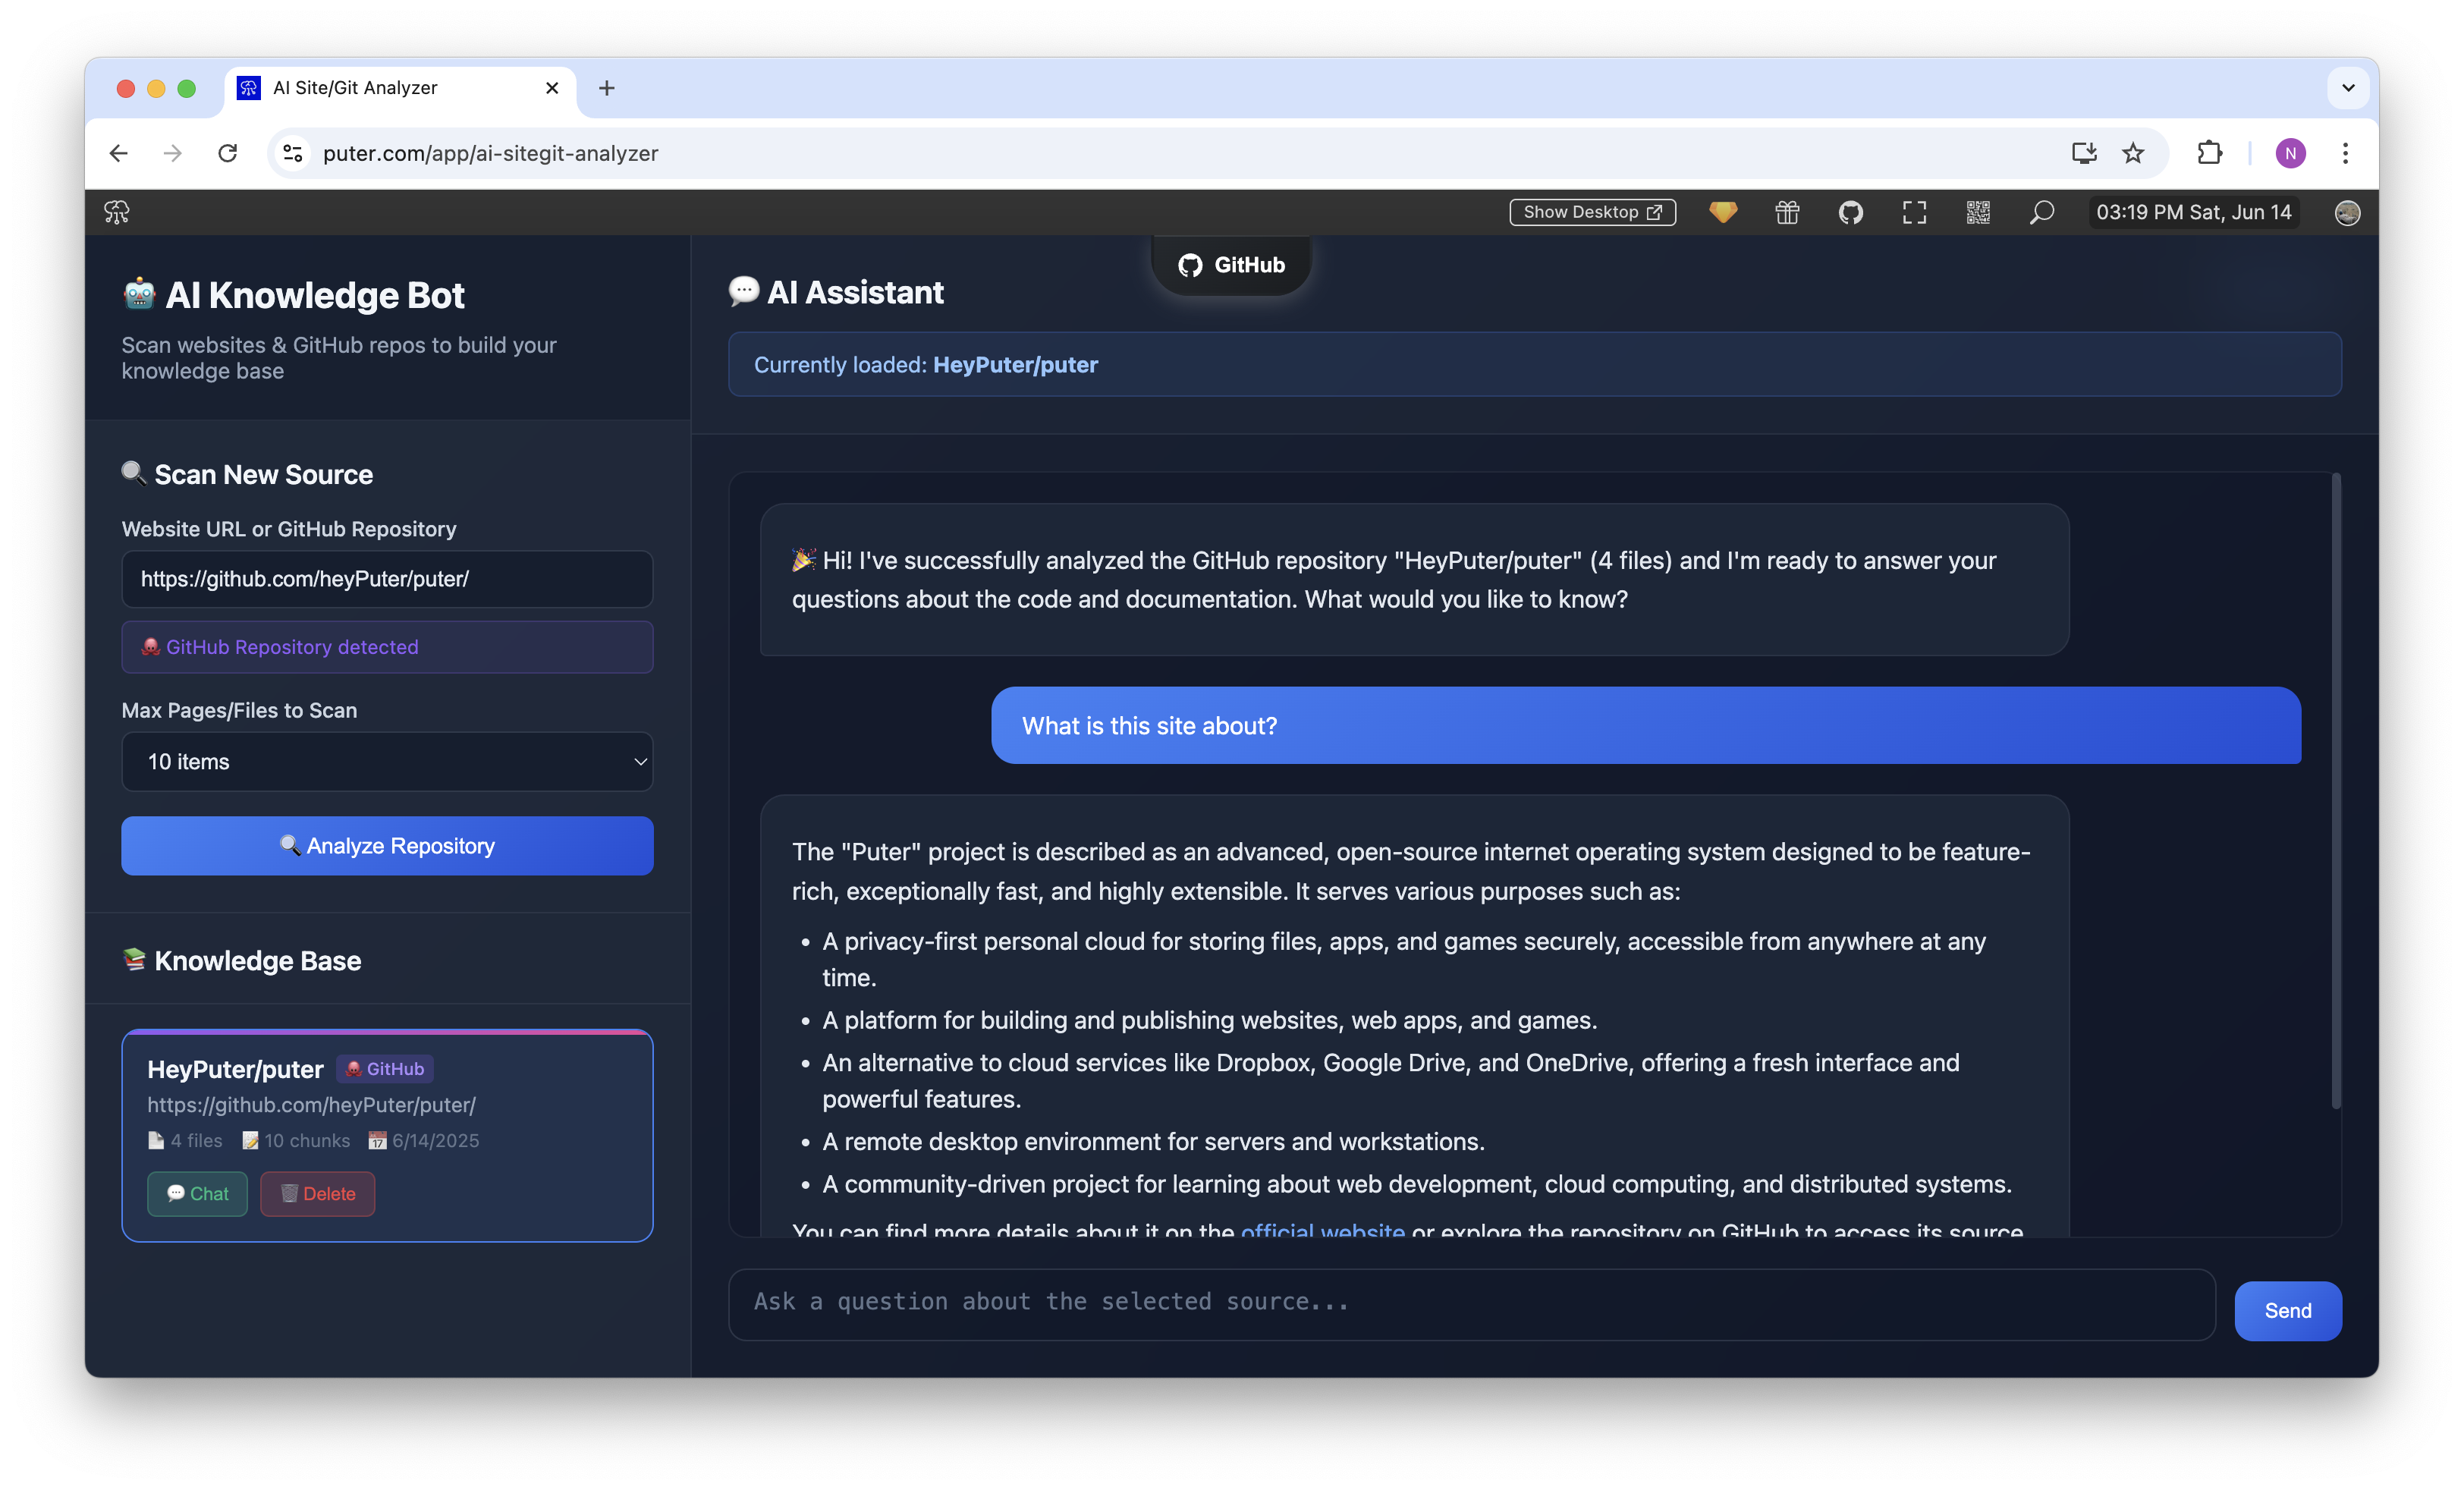 AI Site/Git Analyzer
puter.com/app/ai-sitegit-analyzer
N
Show Desktop
03:19 PM Sat, Jun 14
GitHub
🤖 AI Knowledge Bot
Scan websites & GitHub repos to build your
knowledge base
🔍 Scan New Source
Website URL or GitHub Repository
https://github.com/heyPuter/puter/
🐙 GitHub Repository detected
Max Pages/Files to Scan
10 items
🔍 Analyze Repository
📚 Knowledge Base
HeyPuter/puter 🐙 GitHub
https://github.com/heyPuter/puter/
📄 4 files 📝 10 chunks 📅 6/14/2025
💬 Chat 🗑️ Delete
💬 AI Assistant
Currently loaded: HeyPuter/puter
🎉 Hi! I've successfully analyzed the GitHub repository "HeyPuter/puter" (4 files) and I'm ready to answer your
questions about the code and documentation. What would you like to know?
What is this site about?
The "Puter" project is described as an advanced, open-source internet operating system designed to be feature-
rich, exceptionally fast, and highly extensible. It serves various purposes such as:
• A privacy-first personal cloud for storing files, apps, and games securely, accessible from anywhere at any
time.
• A platform for building and publishing websites, web apps, and games.
• An alternative to cloud services like Dropbox, Google Drive, and OneDrive, offering a fresh interface and
powerful features.
• A remote desktop environment for servers and workstations.
• A community-driven project for learning about web development, cloud computing, and distributed systems.
You can find more details about it on the official website or explore the repository on GitHub to access its source
Ask a question about the selected source...
Send